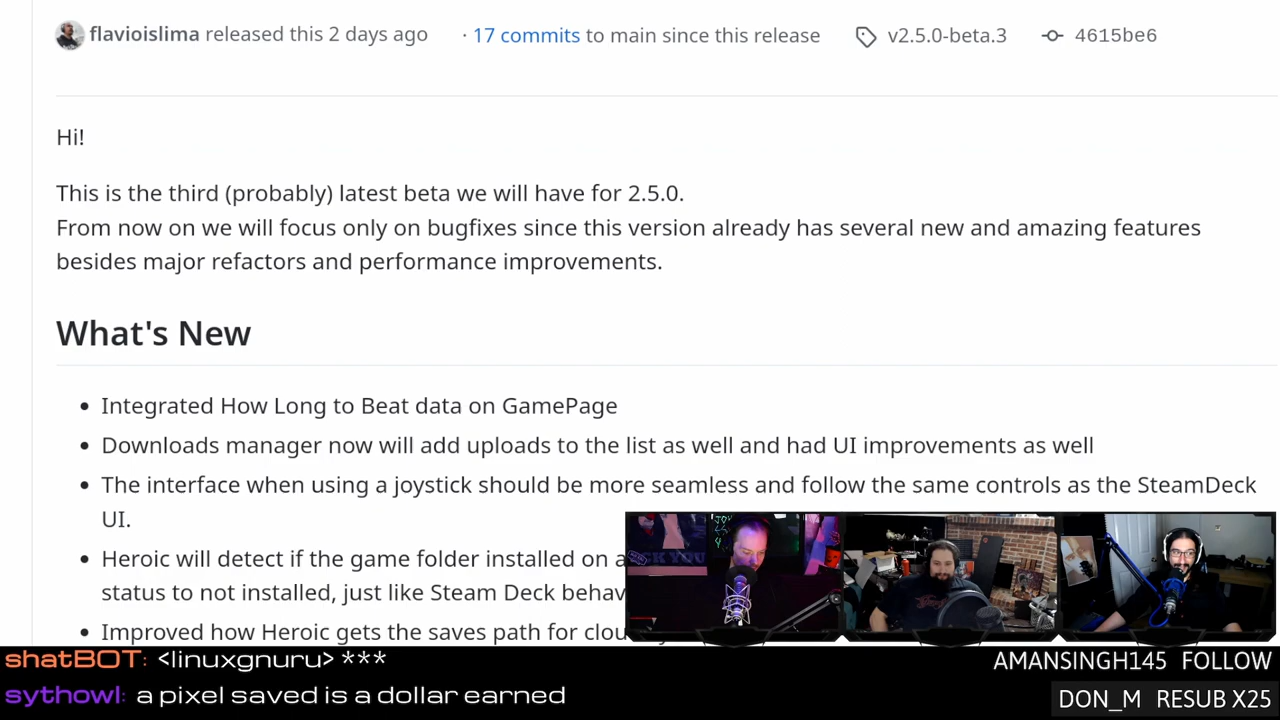 flavioislima released this 2 days ago · 17 commits to main since this release v2.5.0-beta.3 4615be6
Hi!
This is the third (probably) latest beta we will have for 2.5.0.
From now on we will focus only on bugfixes since this version already has several new and amazing features
besides major refactors and performance improvements.
What's New
• Integrated How Long to Beat data on GamePage
• Downloads manager now will add uploads to the list as well and had UI improvements as well
• The interface when using a joystick should be more seamless and follow the same controls as the SteamDeck
UI.
• Heroic will detect if the game folder installed on a
status to not installed, just like Steam Deck behav
• Improved how Heroic gets the saves path for clou
shatBOT: <linuxgnuru> ***
sythowl: a pixel saved is a dollar earned
AMANSINGH145 FOLLOW
DON_M RESUB X25